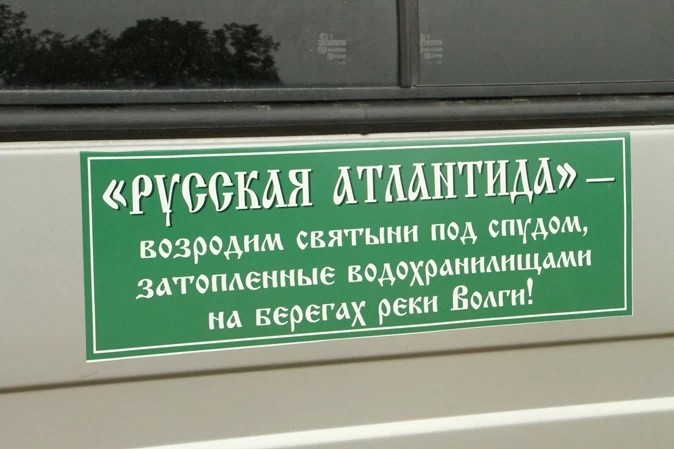 «РУССКАЯ АТЛАНТИДА» –
возродим святыни под спудом,
затопленные водохранилищами
на берегах реки Волги!